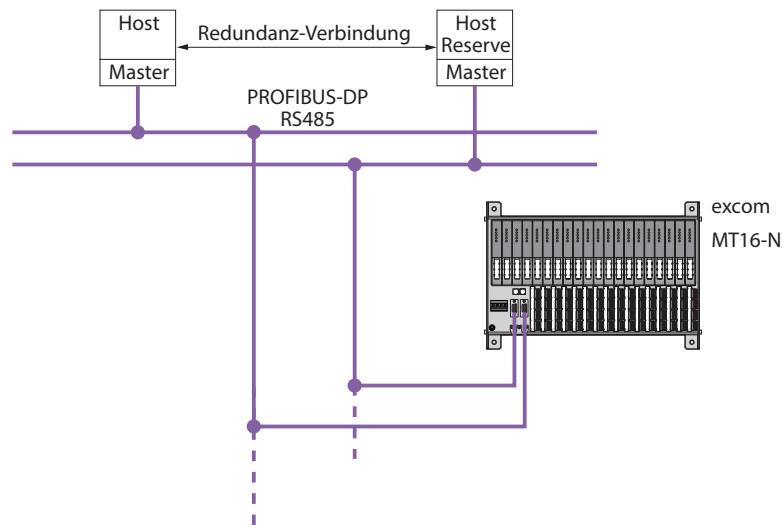 Host
Redundanz-Verbindung
Host
Reserve
Master
Master
PROFIBUS-DP
RS485
excom
MT16-N